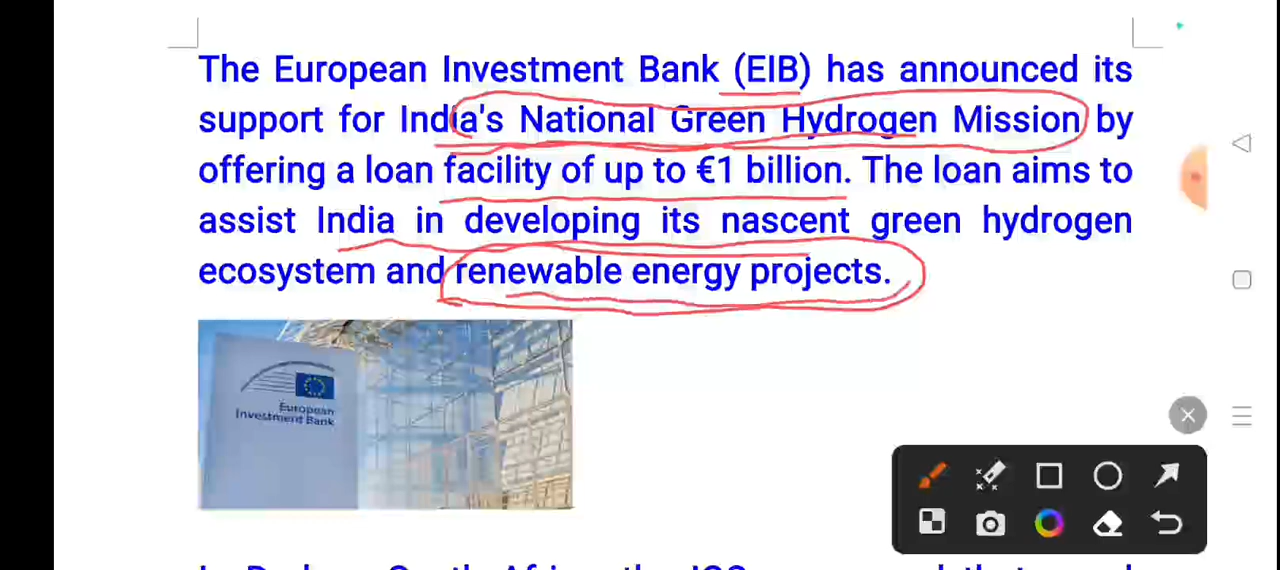 The European Investment Bank (EIB) has announced its
support for India's National Green Hydrogen Mission by
offering a loan facility of up to €1 billion. The loan aims to
assist India in developing its nascent green hydrogen
ecosystem and renewable energy projects.
European
Investment Bank